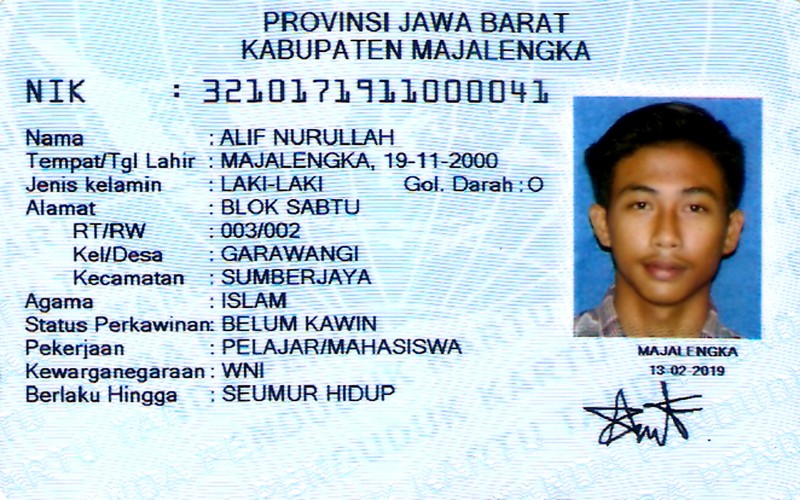 PROVINSI JAWA BARAT
KABUPATEN MAJALENGKA
NIK : 3210171911000041
Nama : ALIF NURULLAH
Tempat/Tgl Lahir : MAJALENGKA, 19-11-2000
Jenis kelamin : LAKI-LAKI Gol. Darah : O
Alamat : BLOK SABTU
RT/RW : 003/002
Kel/Desa : GARAWANGI
Kecamatan : SUMBERJAYA
Agama : ISLAM
Status Perkawinan: BELUM KAWIN
Pekerjaan : PELAJAR/MAHASISWA
Kewarganegaraan : WNI
Berlaku Hingga : SEUMUR HIDUP
MAJALENGKA
13-02-2019